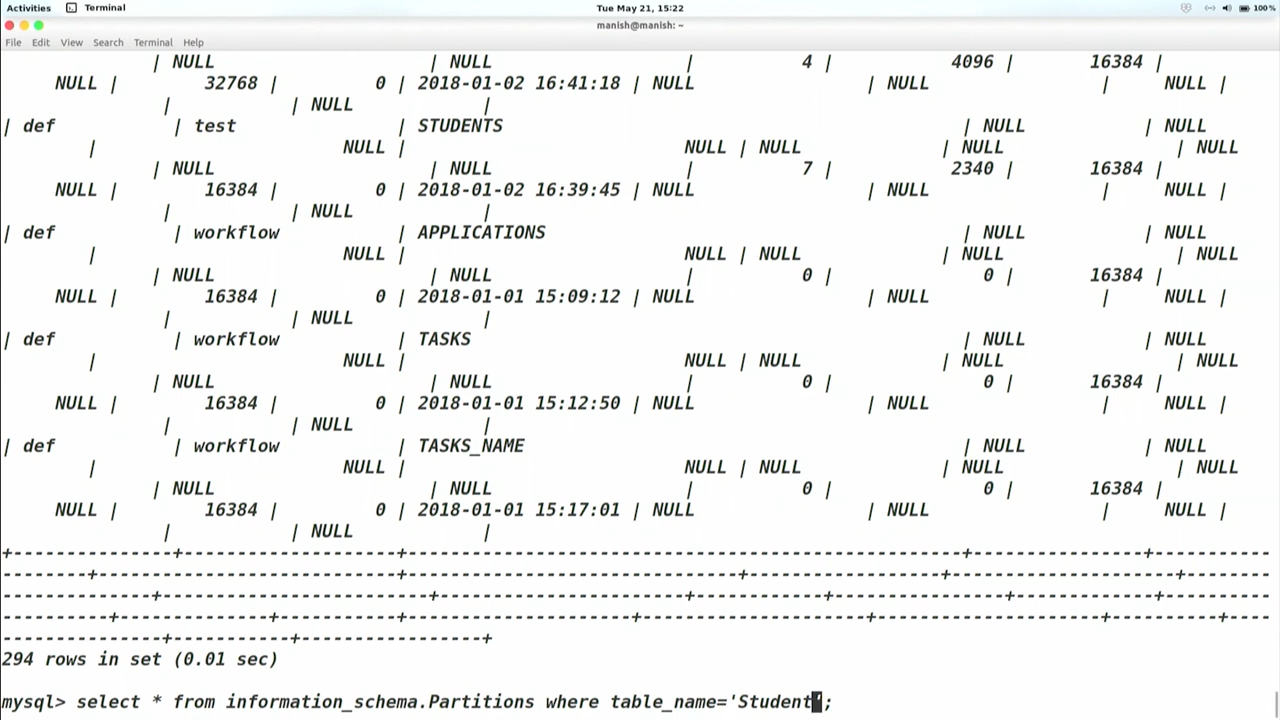 Activities Terminal Tue May 21, 15:22 100%
manish@manish: ~
File Edit View Search Terminal Help
| NULL | NULL | 4 | 4096 | 16384 |
NULL | 32768 | 0 | 2018-01-02 16:41:18 | NULL | NULL |
| | NULL |
| def | test | STUDENTS | NULL | NULL
| NULL | NULL | NULL | NULL | NULL
| NULL | NULL | 7 | 2340 | 16384 |
NULL | 16384 | 0 | 2018-01-02 16:39:45 | NULL | NULL | NULL |
| | NULL |
| def | workflow | APPLICATIONS | NULL | NULL
| NULL | NULL | NULL | NULL | NULL
| NULL | NULL | 0 | 0 | 16384 |
NULL | 16384 | 0 | 2018-01-01 15:09:12 | NULL | NULL | NULL |
| | NULL |
| def | workflow | TASKS | NULL | NULL
| NULL | NULL | NULL | NULL | NULL
| NULL | NULL | 0 | 0 | 16384 |
NULL | 16384 | 0 | 2018-01-01 15:12:50 | NULL | NULL | NULL |
| | NULL |
| def | workflow | TASKS_NAME | NULL | NULL
| NULL | NULL | NULL | NULL | NULL
| NULL | NULL | 0 | 0 | 16384 |
NULL | 16384 | 0 | 2018-01-01 15:17:01 | NULL | NULL | NULL |
| | NULL |
294 rows in set (0.01 sec)
mysql> select * from information_schema.Partitions where table_name='Student';